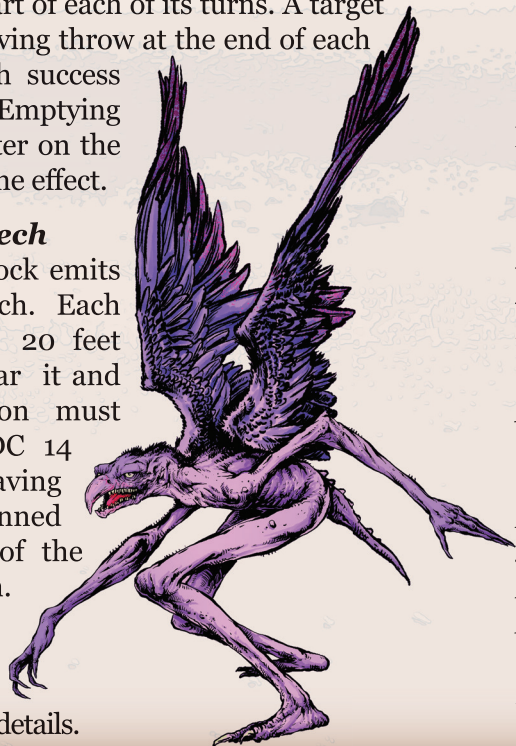 art of each of its turns. A target
ving throw at the end of each
success
Emptying
ter on the
he effect.
ech
ock emits
ch. Each
20 feet
ar it and
on must
DC 14
aving
nned
of the
details.